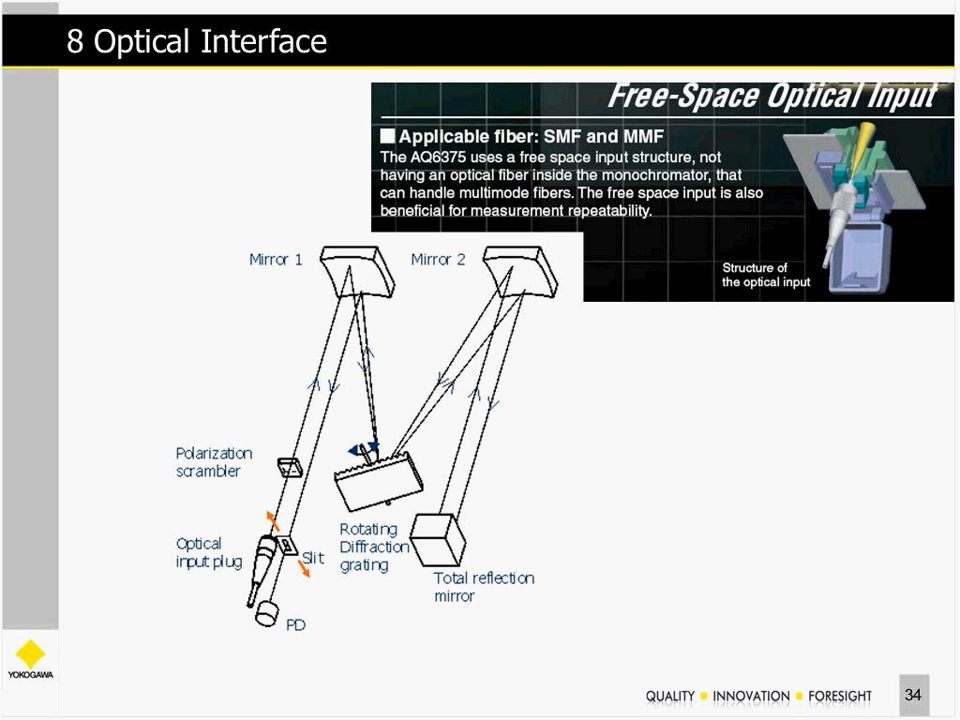 8 Optical Interface
Free-Space Optical Input
Applicable fiber: SMF and MMF
The AQ6375 uses a free space input structure, not
having an optical fiber inside the monochromator, that
can handle multimode fibers. The free space input is also
beneficial for measurement repeatability.
Structure of
the optical input
Mirror 1
Mirror 2
Polarization
scrambler
Optical
input plug
Slit
Rotating
Diffraction
grating
Total reflection
mirror
PD
YOKOGAWA
QUALITY ■ INNOVATION ■ FORESIGHT
34